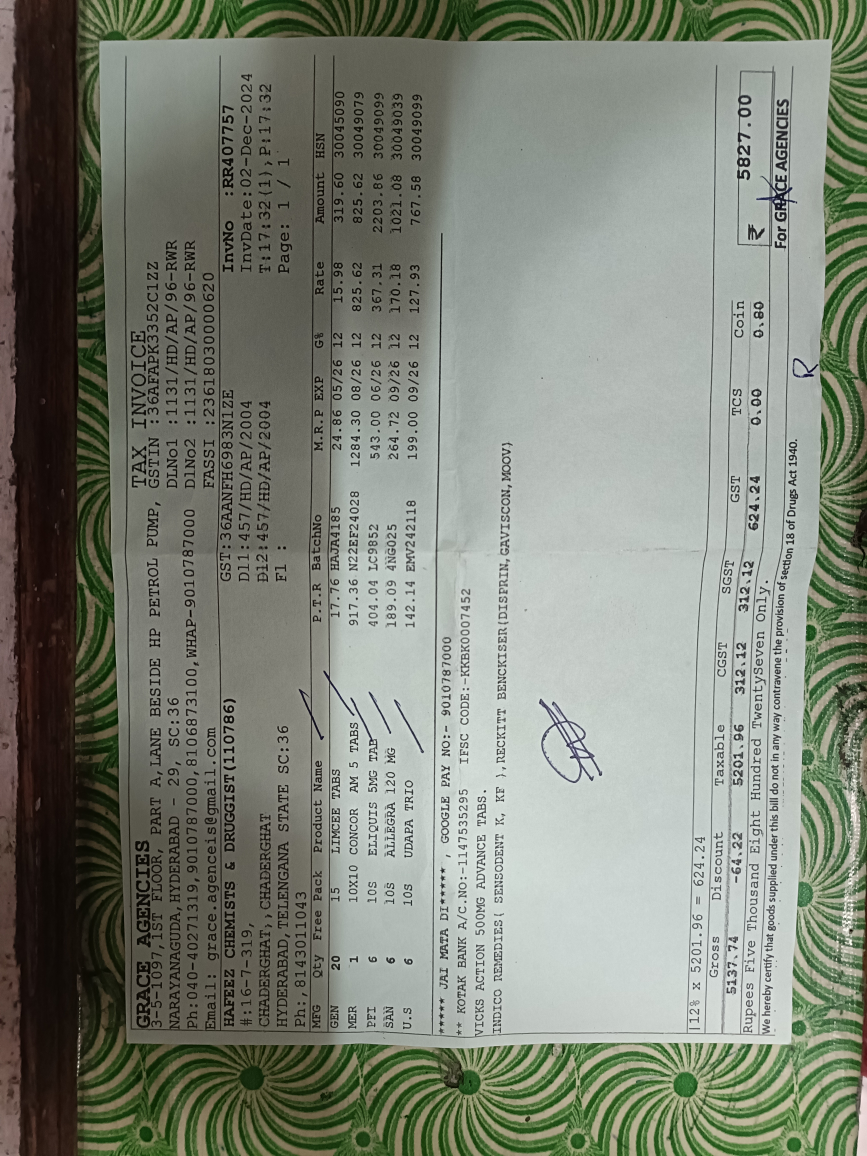 GRACE AGENCIES TAX INVOICE
3-5-1097,1ST FLOOR, PART A,LANE BESIDE HP PETROL PUMP, GSTIN :36AFAPK3352C1ZZ
NARAYANAGUDA,HYDERABAD - 29, SC:36 DLNo1 :1131/HD/AP/96-RWR
Ph:040-40271319,9010787000,8106873100,WHAP-9010787000 DlNo2 :1131/HD/AP/96-RWR
Email: grace.agenceis@gmail.com FASSI :23618030000620
HAFEEZ CHEMISTS & DRUGGIST(110786) GST:36AANFH6983N1ZE InvNo :RR407757
#:16-7-319, Dl1:457/HD/AP/2004 InvDate:02-Dec-2024
CHADERGHAT,,CHADERGHAT Dl2:457/HD/AP/2004 T:17:32(1),P:17:32
HYDERABAD,TELENGANA STATE SC:36 Fl : Page: 1 / 1
Ph:,8143011043
MFG Qty Free Pack Product Name P.T.R BatchNo M.R.P EXP G% Rate Amount HSN
GEN 20 15 LIMCEE TABS 17.76 HAJA4185 24.86 05/26 12 15.98 319.60 30045090
MER 1 10X10 CONCOR AM 5 TABS 917.36 N22EF24028 1284.30 08/26 12 825.62 825.62 30049079
PFI 6 10S ELIQUIS 5MG TAB 404.04 LC9852 543.00 06/26 12 367.31 2203.86 30049099
SAN 6 10S ALLEGRA 120 MG 189.09 4NG025 264.72 09/26 12 170.18 1021.08 30049039
U.S 6 10S UDAPA TRIO 142.14 EMV242118 199.00 09/26 12 127.93 767.58 30049099
***** JAI MATA DI***** , GOOGLE PAY NO:- 9010787000
** KOTAK BANK A/C.NO:-1147535295 IFSC CODE:-KKBK0007452
VICKS ACTION 500MG ADVANCE TABS.
INDICO REMEDIES( SENSODENT K, KF ),RECKITT BENCKISER(DISPRIN,GAVISCON,MOOV)
12% x 5201.96 = 624.24
Gross Discount Taxable CGST SGST GST TCS Coin
5137.74 -64.22 5201.96 312.12 312.12 624.24 0.00 0.80 ₹ 5827.00
Rupees Five Thousand Eight Hundred TwentySeven Only.
We hereby certify that goods supplied under this bill do not in any way contravene the provision of section 18 of Drugs Act 1940. For GRACE AGENCIES
R